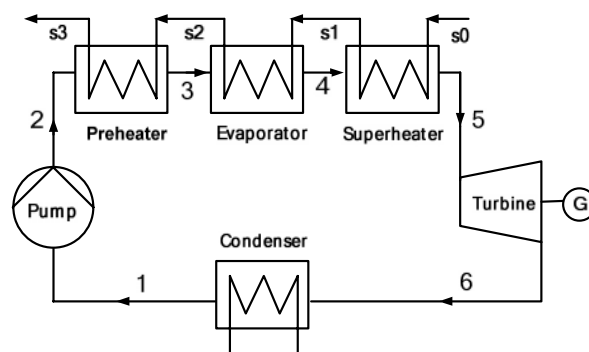 s3
s2
s1
s0
3
4
2
5
Preheater
Evaporator
Superheater
Pump
Turbine
G
Condenser
1
6